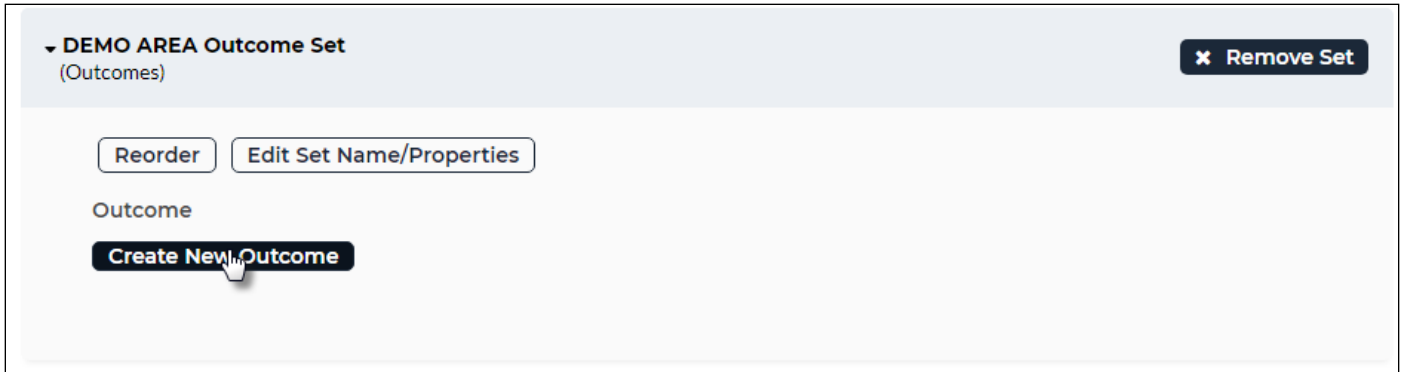 DEMO AREA Outcome Set
(Outcomes)
Remove Set
Reorder
Edit Set Name/Properties
Outcome
Create New Outcome